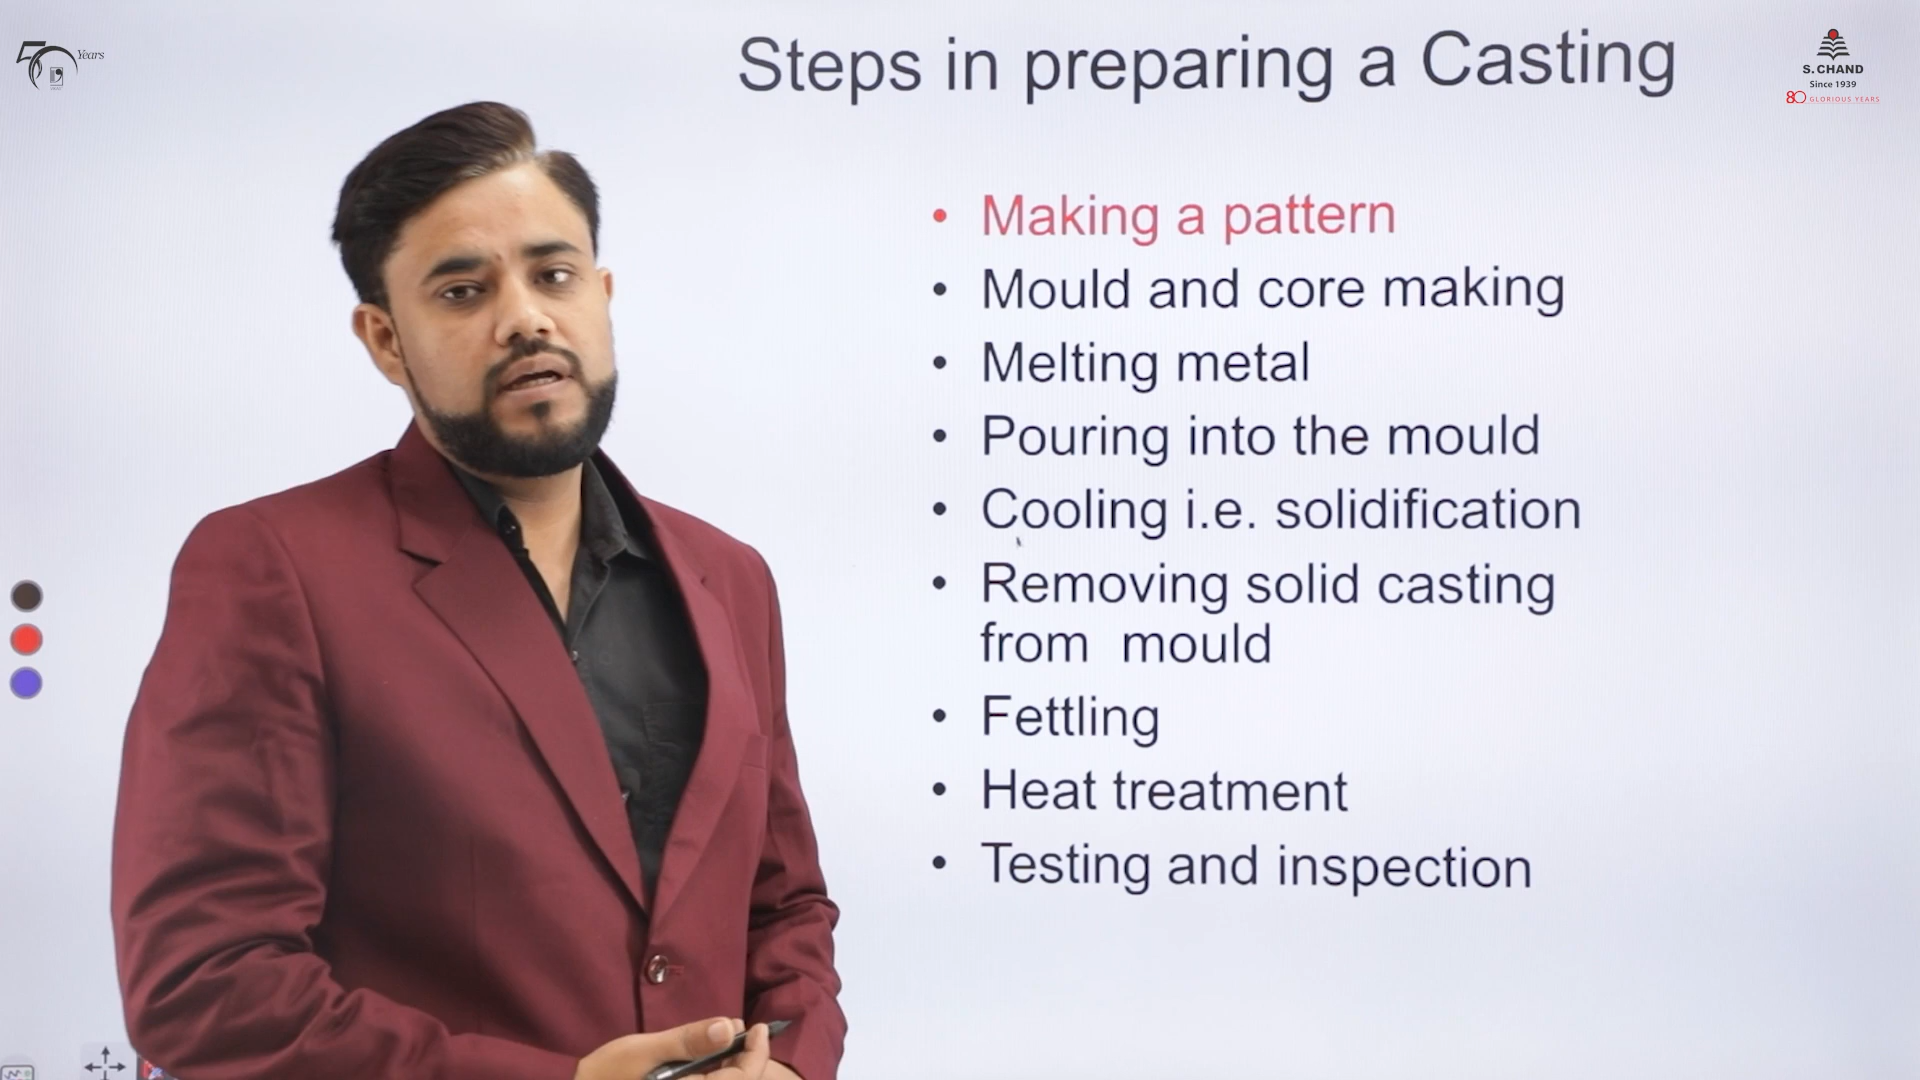 50 Years
Steps in preparing a Casting
S. CHAND
Since 1939
80 GLORIOUS YEARS
• Making a pattern
• Mould and core making
• Melting metal
• Pouring into the mould
• Cooling i.e. solidification
• Removing solid casting
from mould
• Fettling
• Heat treatment
• Testing and inspection